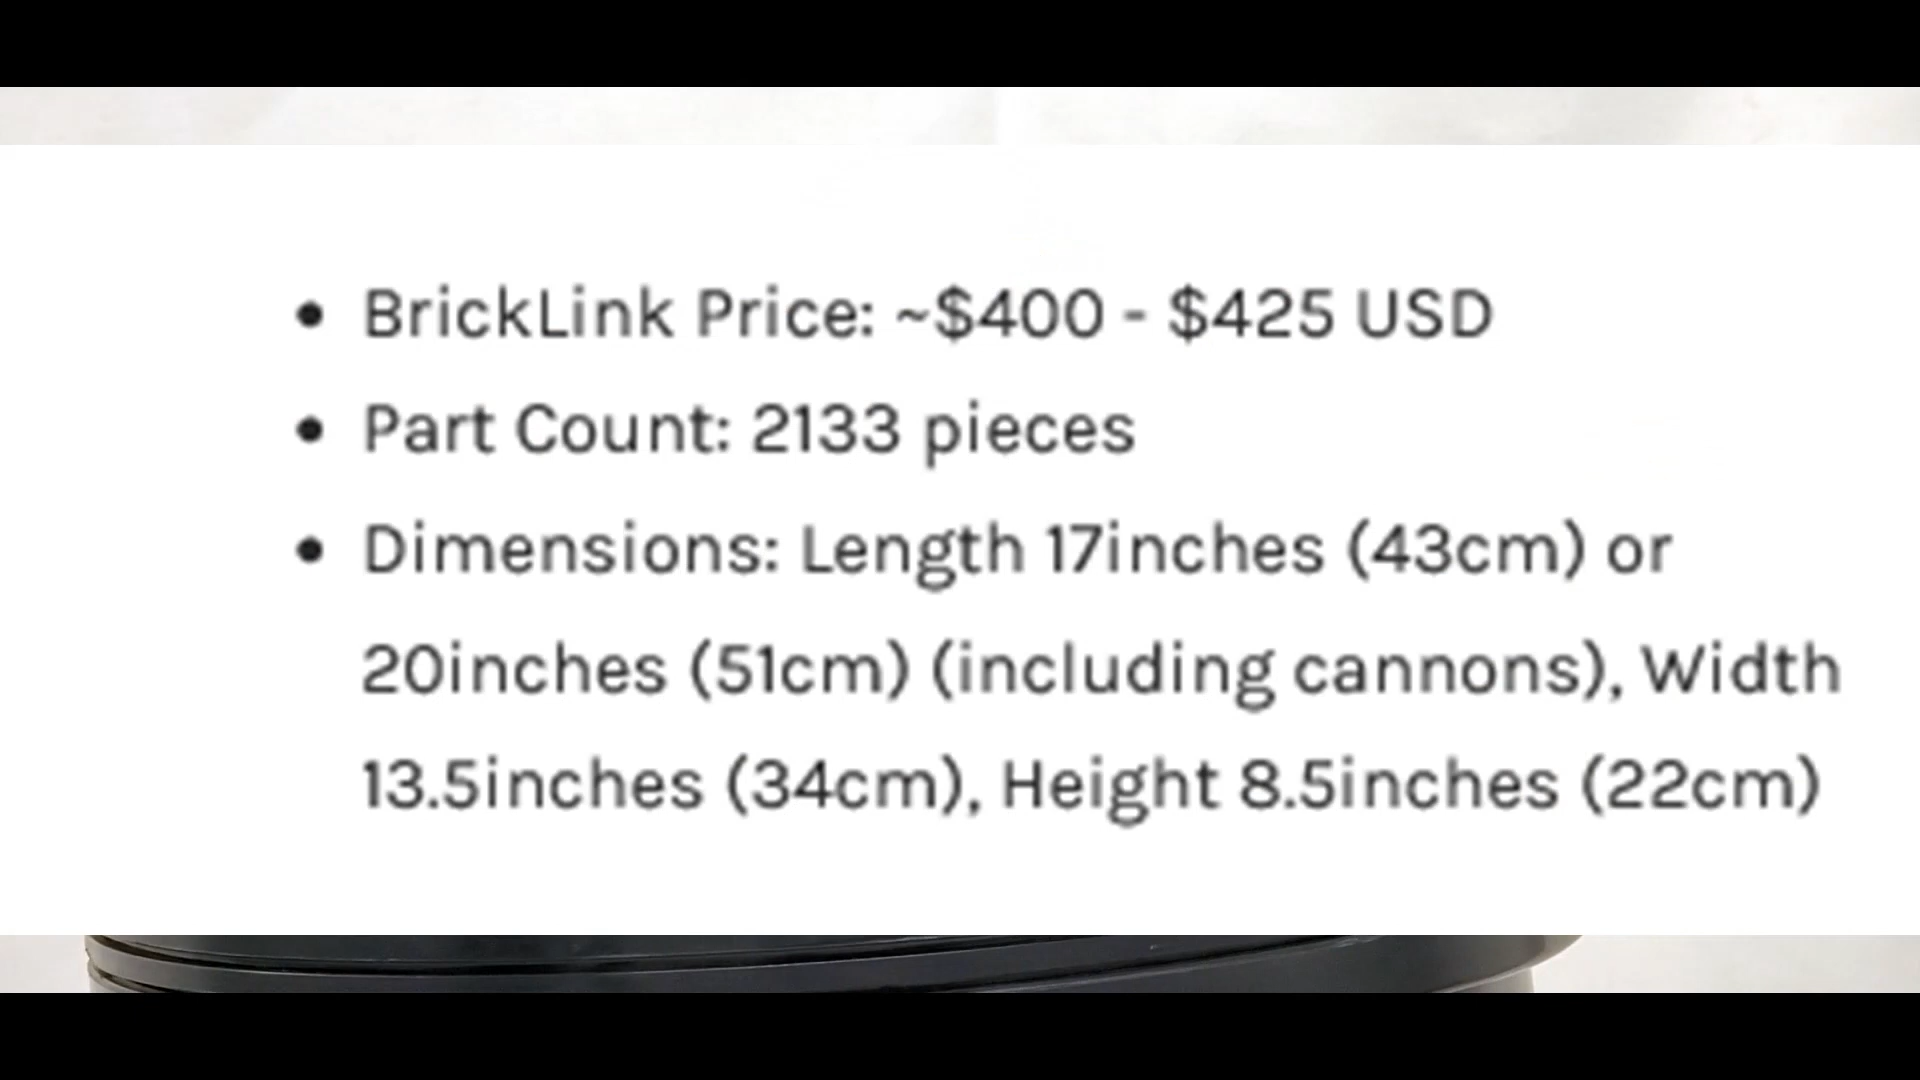 • BrickLink Price: ~$400 - $425 USD
• Part Count: 2133 pieces
• Dimensions: Length 17inches (43cm) or
20inches (51cm) (including cannons), Width
13.5inches (34cm), Height 8.5inches (22cm)